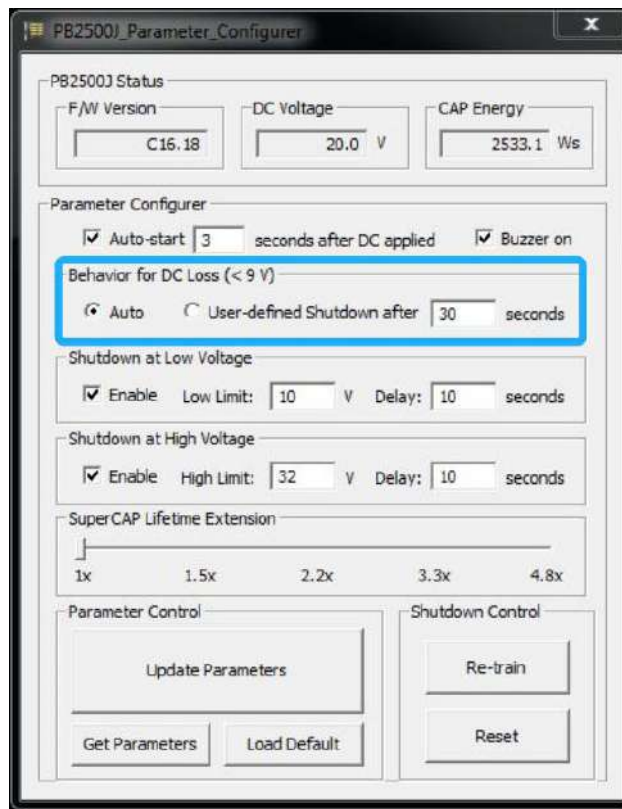 PB2500J_Parameter_Configurer
x
PB2500J Status
F/W Version
DC Voltage
CAP Energy
C16.18
20.0 V
2533.1 Ws
Parameter Configurer
Auto-start 3 seconds after DC applied Buzzer on
Behavior for DC Loss (< 9 V)
Auto User-defined Shutdown after 30 seconds
Shutdown at Low Voltage
Enable Low Limit: 10 V Delay: 10 seconds
Shutdown at High Voltage
Enable High Limit: 32 V Delay: 10 seconds
SuperCAP Lifetime Extension
1x 1.5x 2.2x 3.3x 4.8x
Parameter Control
Shutdown Control
Update Parameters
Re-train
Get Parameters
Load Default
Reset